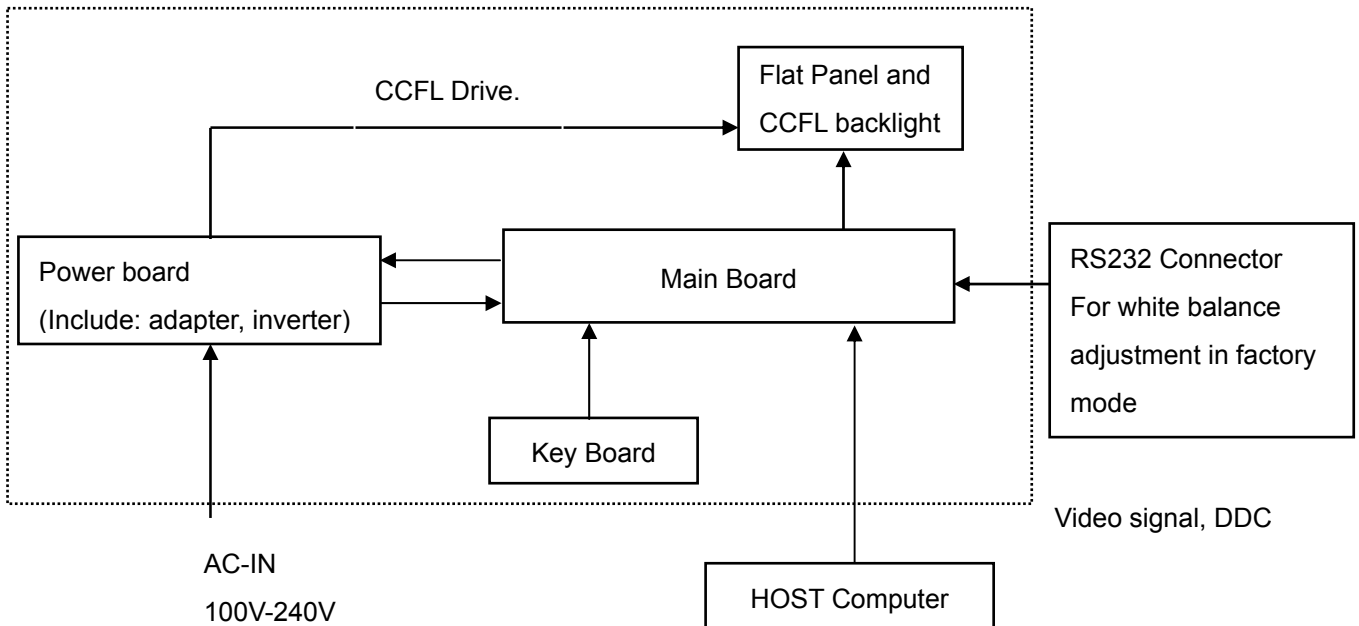 Flat Panel and
CCFL backlight
CCFL Drive.
Power board
(Include: adapter, inverter)
Main Board
RS232 Connector
For white balance
adjustment in factory
mode
Key Board
Video signal, DDC
AC-IN
100V-240V
HOST Computer